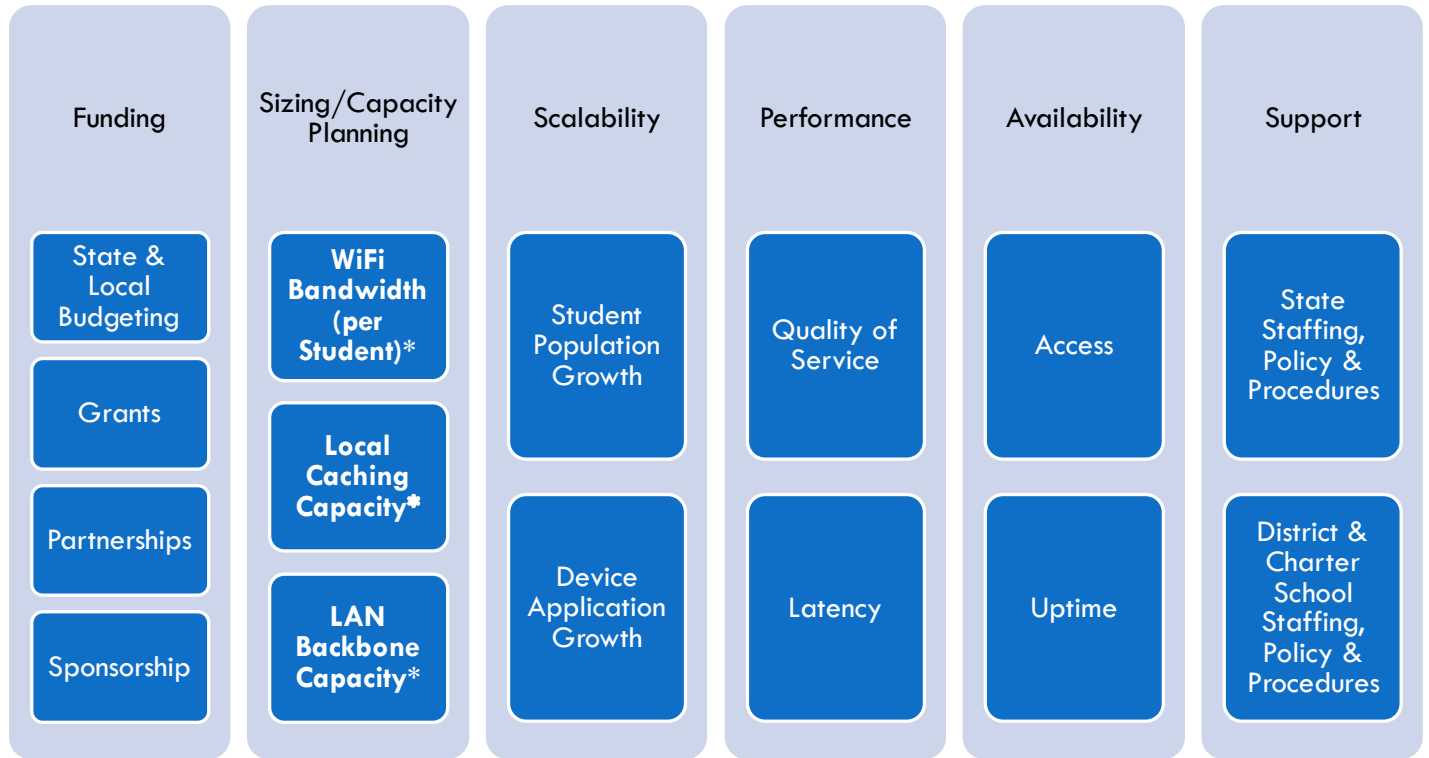 Funding
State &
Local
Budgeting
Grants
Partnerships
Sponsorship
Sizing/Capacity
Planning
WiFi
Bandwidth
(per
Student)*
Local
Caching
Capacity*
LAN
Backbone
Capacity*
Scalability
Student
Population
Growth
Device
Application
Growth
Performance
Quality of
Service
Latency
Availability
Access
Uptime
Support
State
Staffing,
Policy &
Procedures
District &
Charter
School
Staffing,
Policy &
Procedures